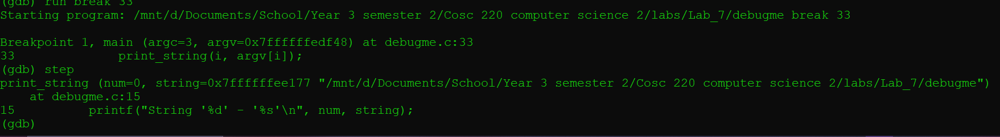 (gdb) run break 33
Starting program: /mnt/d/Documents/School/Year 3 semester 2/Cosc 220 computer science 2/labs/Lab_7/debugme break 33

Breakpoint 1, main (argc=3, argv=0x7ffffffedf48) at debugme.c:33
33              print_string(i, argv[i]);
(gdb) step
print_string (num=0, string=0x7ffffffee177 "/mnt/d/Documents/School/Year 3 semester 2/Cosc 220 computer science 2/labs/Lab_7/debugme")
    at debugme.c:15
15          printf("String '%d' - '%s'\n", num, string);
(gdb)